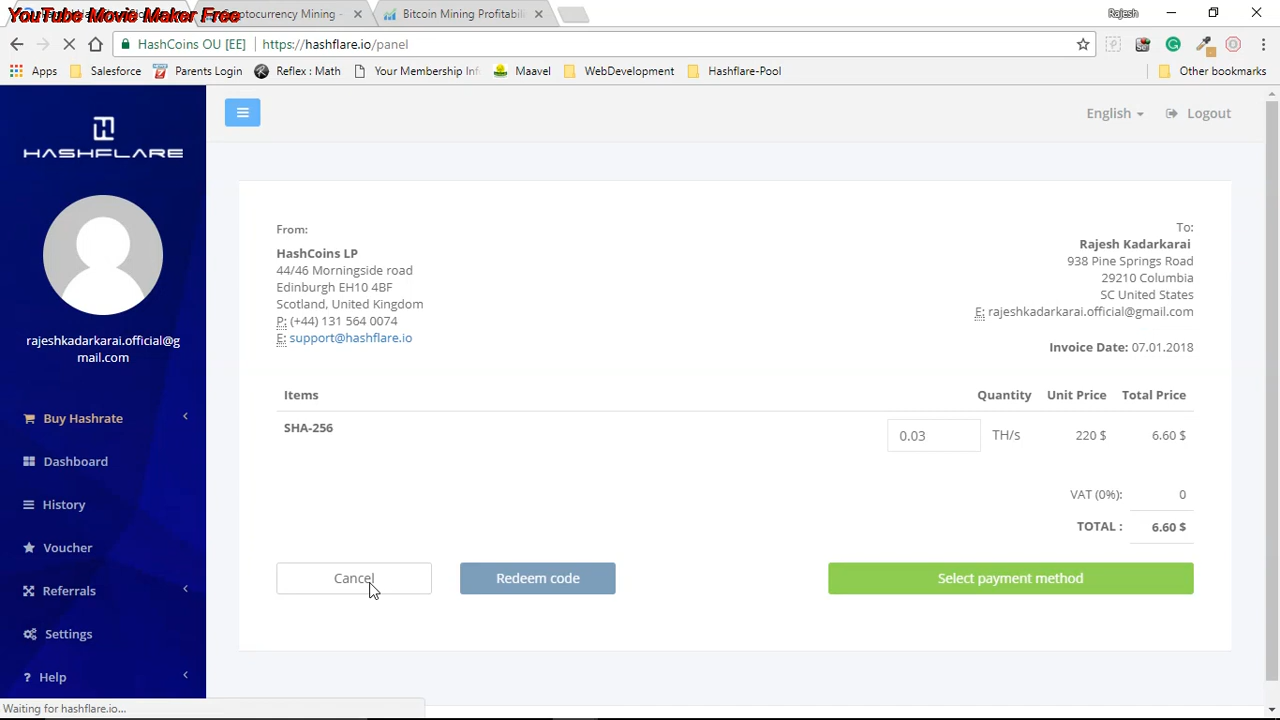 YouTube Movie Maker Free
ptocurrency Mining -
Bitcoin Mining Profitabili
Rajesh
HashCoins OU [EE]
https://hashflare.io/panel
Apps
Salesforce
Parents Login
Reflex : Math
Your Membership Inf
Maavel
WebDevelopment
Hashflare-Pool
Other bookmarks
HASHFLARE
English
Logout
rajeshkadarkarai.official@g
mail.com
Buy Hashrate
Dashboard
History
Voucher
Referrals
Settings
? Help
From:
HashCoins LP
44/46 Morningside road
Edinburgh EH10 4BF
Scotland, United Kingdom
P: (+44) 131 564 0074
E: support@hashflare.io
To:
Rajesh Kadarkarai
938 Pine Springs Road
29210 Columbia
SC United States
E: rajeshkadarkarai.official@gmail.com
Invoice Date: 07.01.2018
Items Quantity Unit Price Total Price
SHA-256 0.03 TH/s 220 $ 6.60 $
VAT (0%): 0
TOTAL : 6.60 $
Cancel
Redeem code
Select payment method
Waiting for hashflare.io...